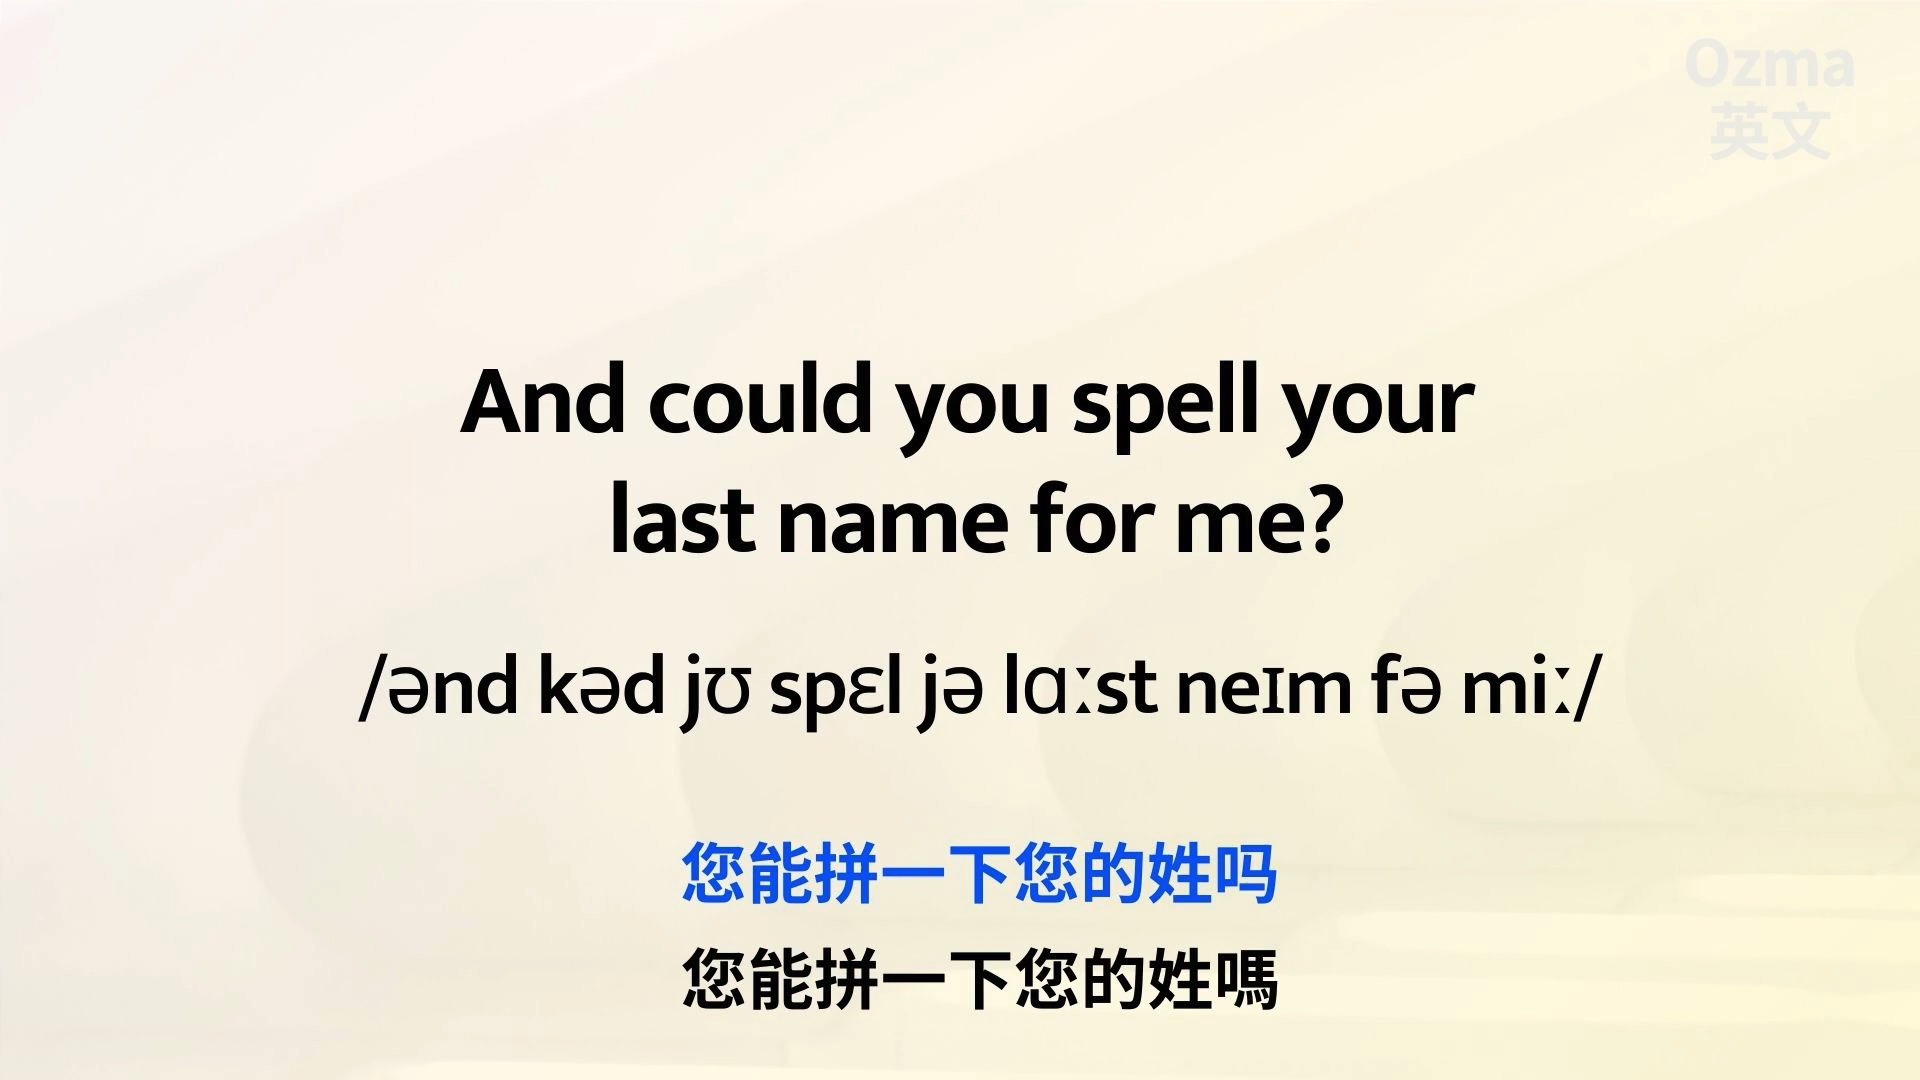 Ozma
英文
And could you spell your
last name for me?
/ənd kəd jʊ spɛl jə lɑːst neɪm fə miː/
您能拼一下您的姓吗
您能拼一下您的姓嗎